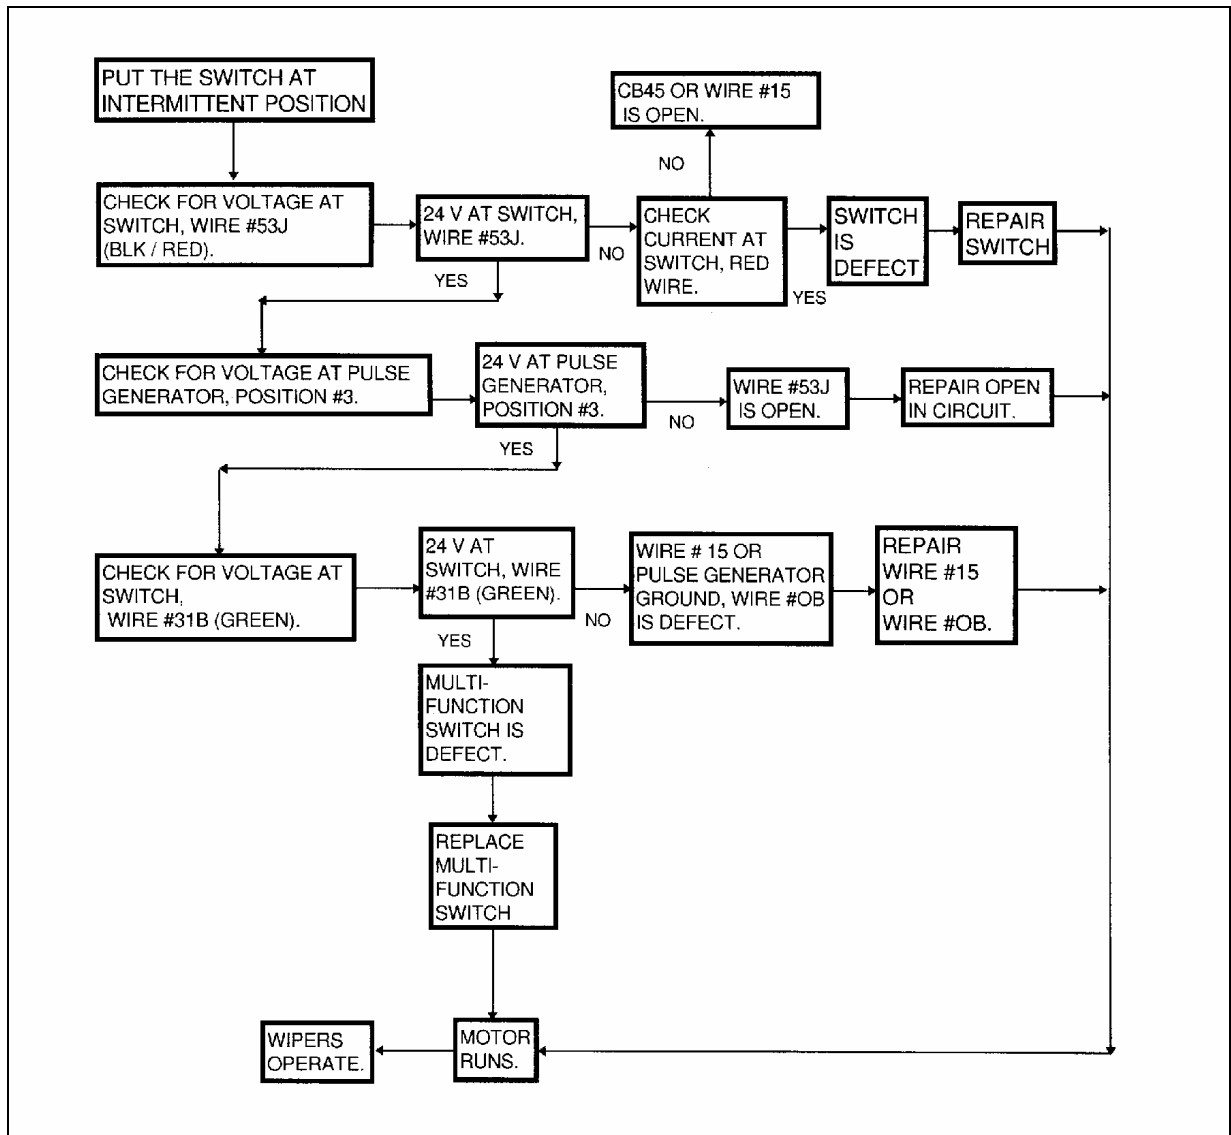 PUT THE SWITCH AT
INTERMITTENT POSITION
CB45 OR WIRE #15
IS OPEN.
NO
CHECK FOR VOLTAGE AT
SWITCH, WIRE #53J
(BLK / RED).
24 V AT SWITCH,
WIRE #53J.
NO
YES
CHECK
CURRENT AT
SWITCH, RED
WIRE.
YES
SWITCH
IS
DEFECT
REPAIR
SWITCH
CHECK FOR VOLTAGE AT PULSE
GENERATOR, POSITION #3.
24 V AT PULSE
GENERATOR,
POSITION #3.
NO
YES
WIRE #53J
IS OPEN.
REPAIR OPEN
IN CIRCUIT.
CHECK FOR VOLTAGE AT
SWITCH,
WIRE #31B (GREEN).
24 V AT
SWITCH, WIRE
#31B (GREEN).
NO
YES
WIRE # 15 OR
PULSE GENERATOR
GROUND, WIRE #OB
IS DEFECT.
REPAIR
WIRE #15
OR
WIRE #OB.
MULTI-
FUNCTION
SWITCH IS
DEFECT.
REPLACE
MULTI-
FUNCTION
SWITCH
MOTOR
RUNS.
WIPERS
OPERATE.